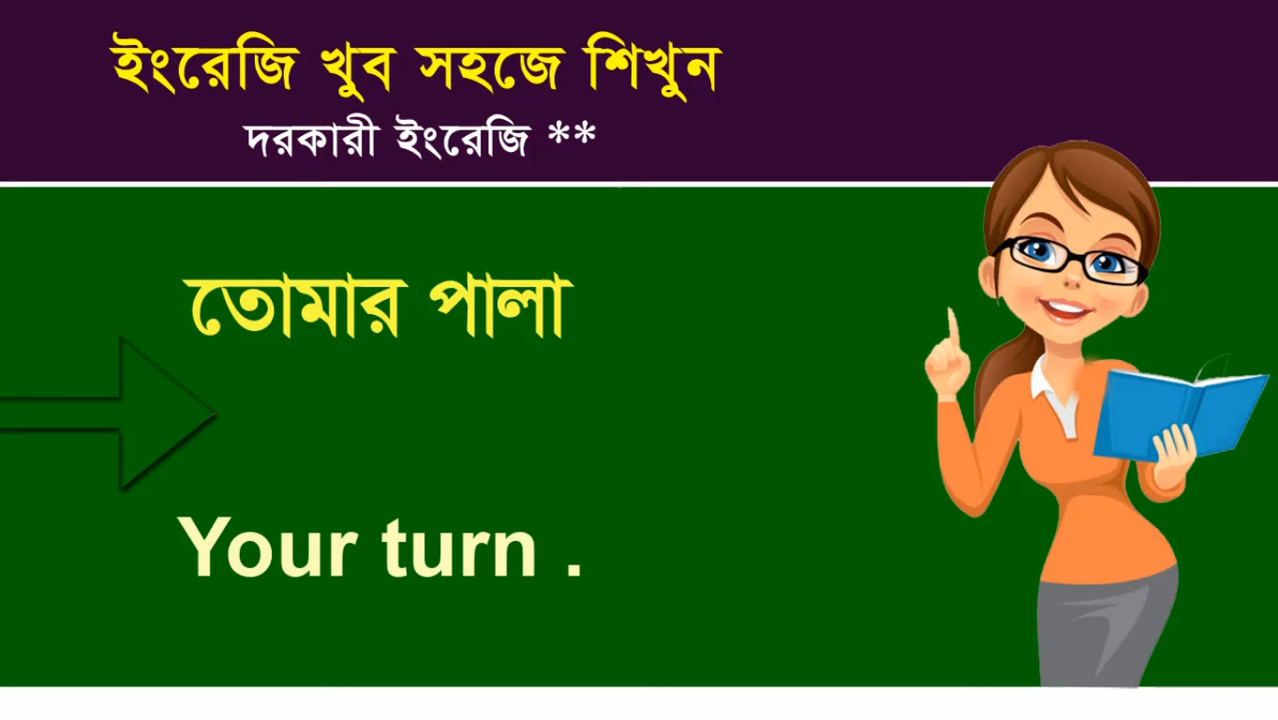 ইংরেজি খুব সহজে শিখুন
দরকারী ইংরেজি **
তোমার পালা
Your turn .